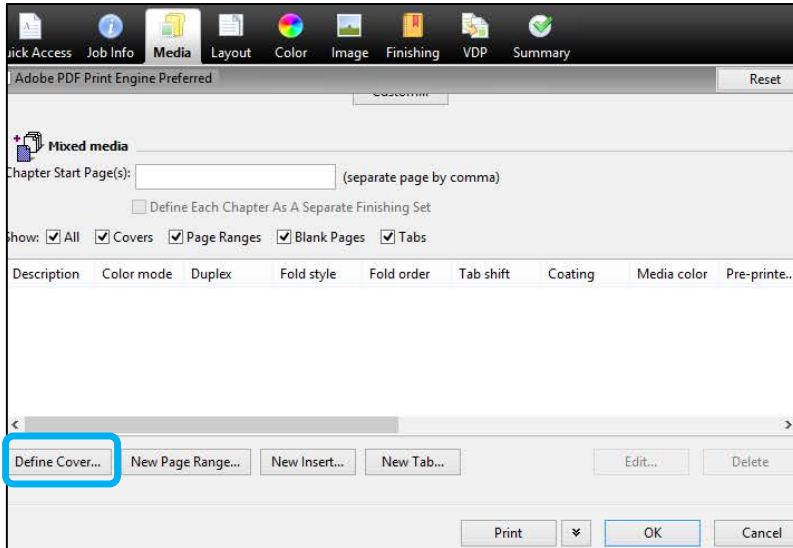 uick Access Job Info Media Layout Color Image Finishing VDP Summary
Adobe PDF Print Engine Preferred Reset
Custom...
Mixed media
Chapter Start Page(s): (separate page by comma)
Define Each Chapter As A Separate Finishing Set
Show: All Covers Page Ranges Blank Pages Tabs
Description Color mode Duplex Fold style Fold order Tab shift Coating Media color Pre-printe..
Define Cover... New Page Range... New Insert... New Tab... Edit... Delete
Print OK Cancel